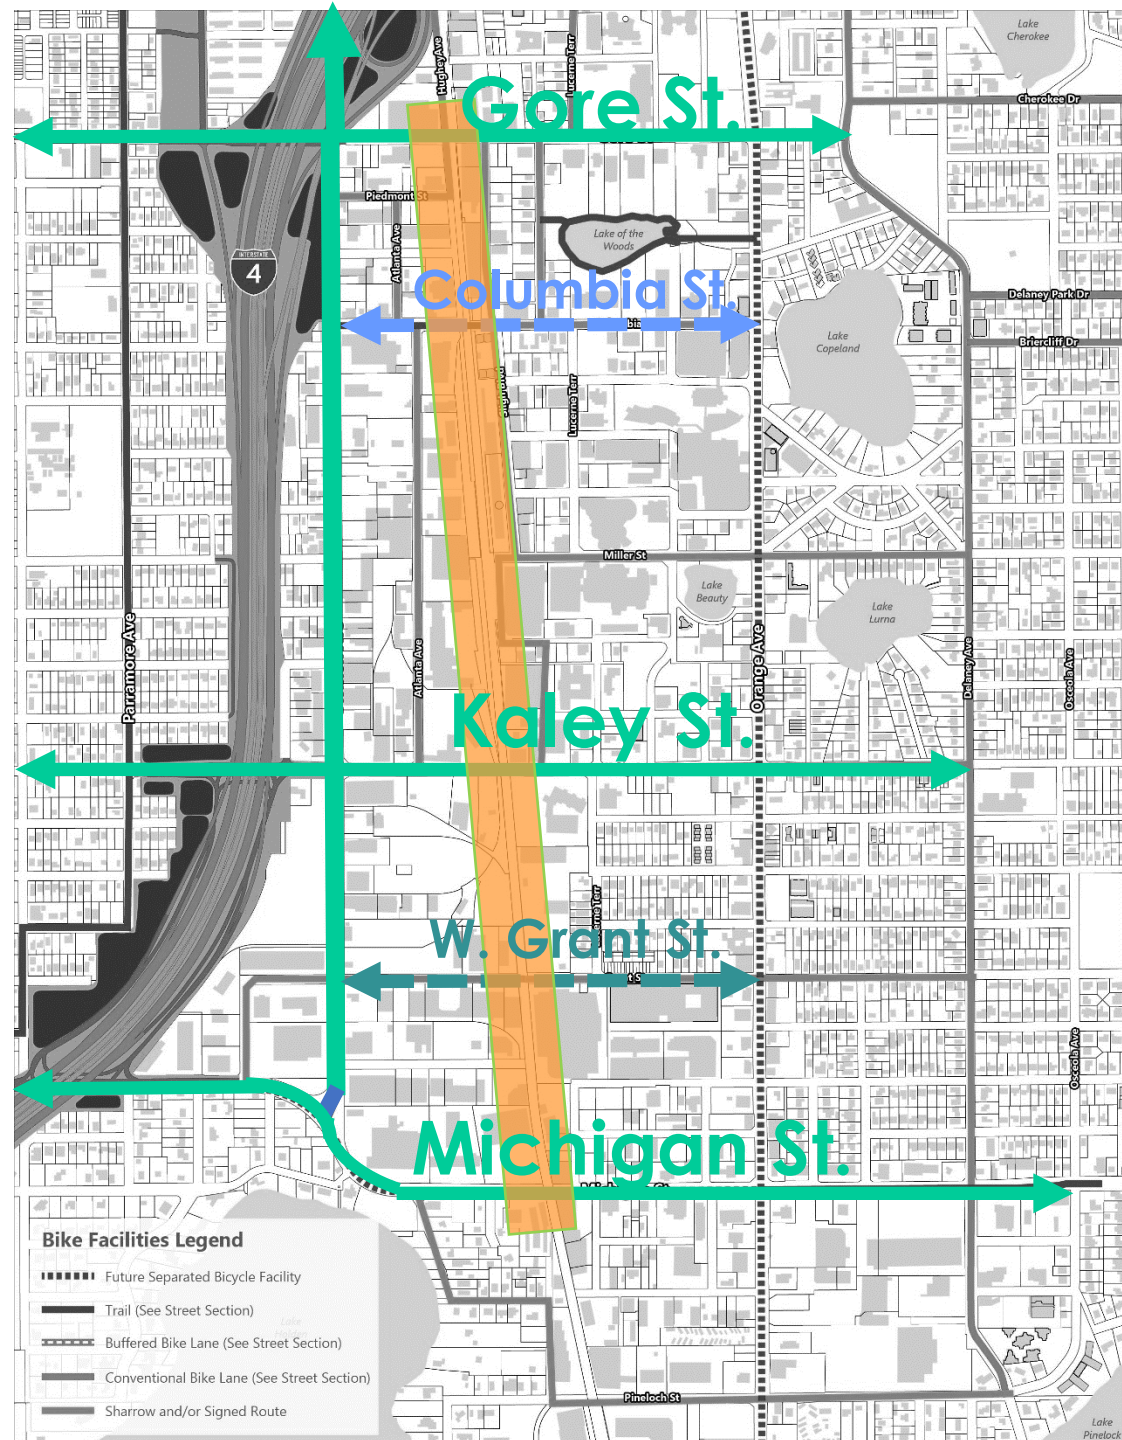 Lake
Cherokee
Hughey Ave
Lucerne Terr
Gore St.
Cherokee Dr
Piedmont St
Lake of the
Woods
Atlanta Ave
INTERSTATE
4
Columbia St.
Delaney Park Dr
Briercliff Dr
Lake
Copeland
Lucerne Terr
Miller St
Lake
Beauty
Lake
Lurna
Parramore Ave
Atlanta Ave
Orange Ave
Delaney Ave
Osceola Ave
Kaley St.
W. Grant St.
Osceola Ave
Michigan St.
Bike Facilities Legend
Future Separated Bicycle Facility
Trail (See Street Section)
Buffered Bike Lane (See Street Section)
Conventional Bike Lane (See Street Section)
Sharrow and/or Signed Route
Pineloch St
Lake
Pineloch